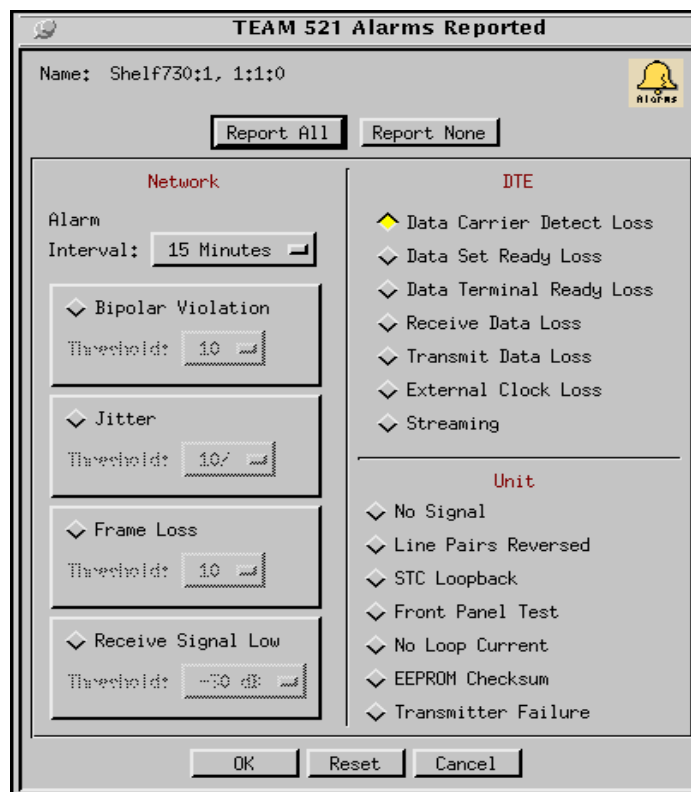 TEAM 521 Alarms Reported
Name: Shelf730:1, 1:1:0
Alarms
Report All
Report None
Network
Alarm
Interval: 15 Minutes
Bipolar Violation
Threshold: 10
Jitter
Threshold: 10/
Frame Loss
Threshold: 10
Receive Signal Low
Threshold: -30 dB
DTE
Data Carrier Detect Loss
Data Set Ready Loss
Data Terminal Ready Loss
Receive Data Loss
Transmit Data Loss
External Clock Loss
Streaming
Unit
No Signal
Line Pairs Reversed
STC Loopback
Front Panel Test
No Loop Current
EEPROM Checksum
Transmitter Failure
OK
Reset
Cancel